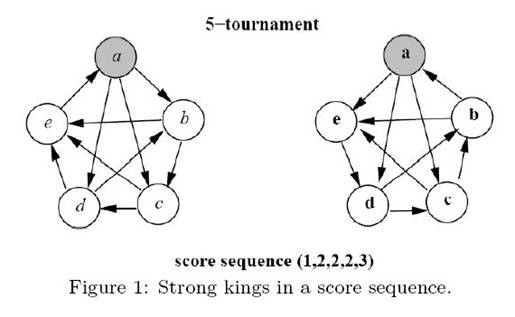 5−tournament
a
a
e
b
e
b
d
c
d
c
score sequence (1,2,2,2,3)
Figure 1: Strong kings in a score sequence.